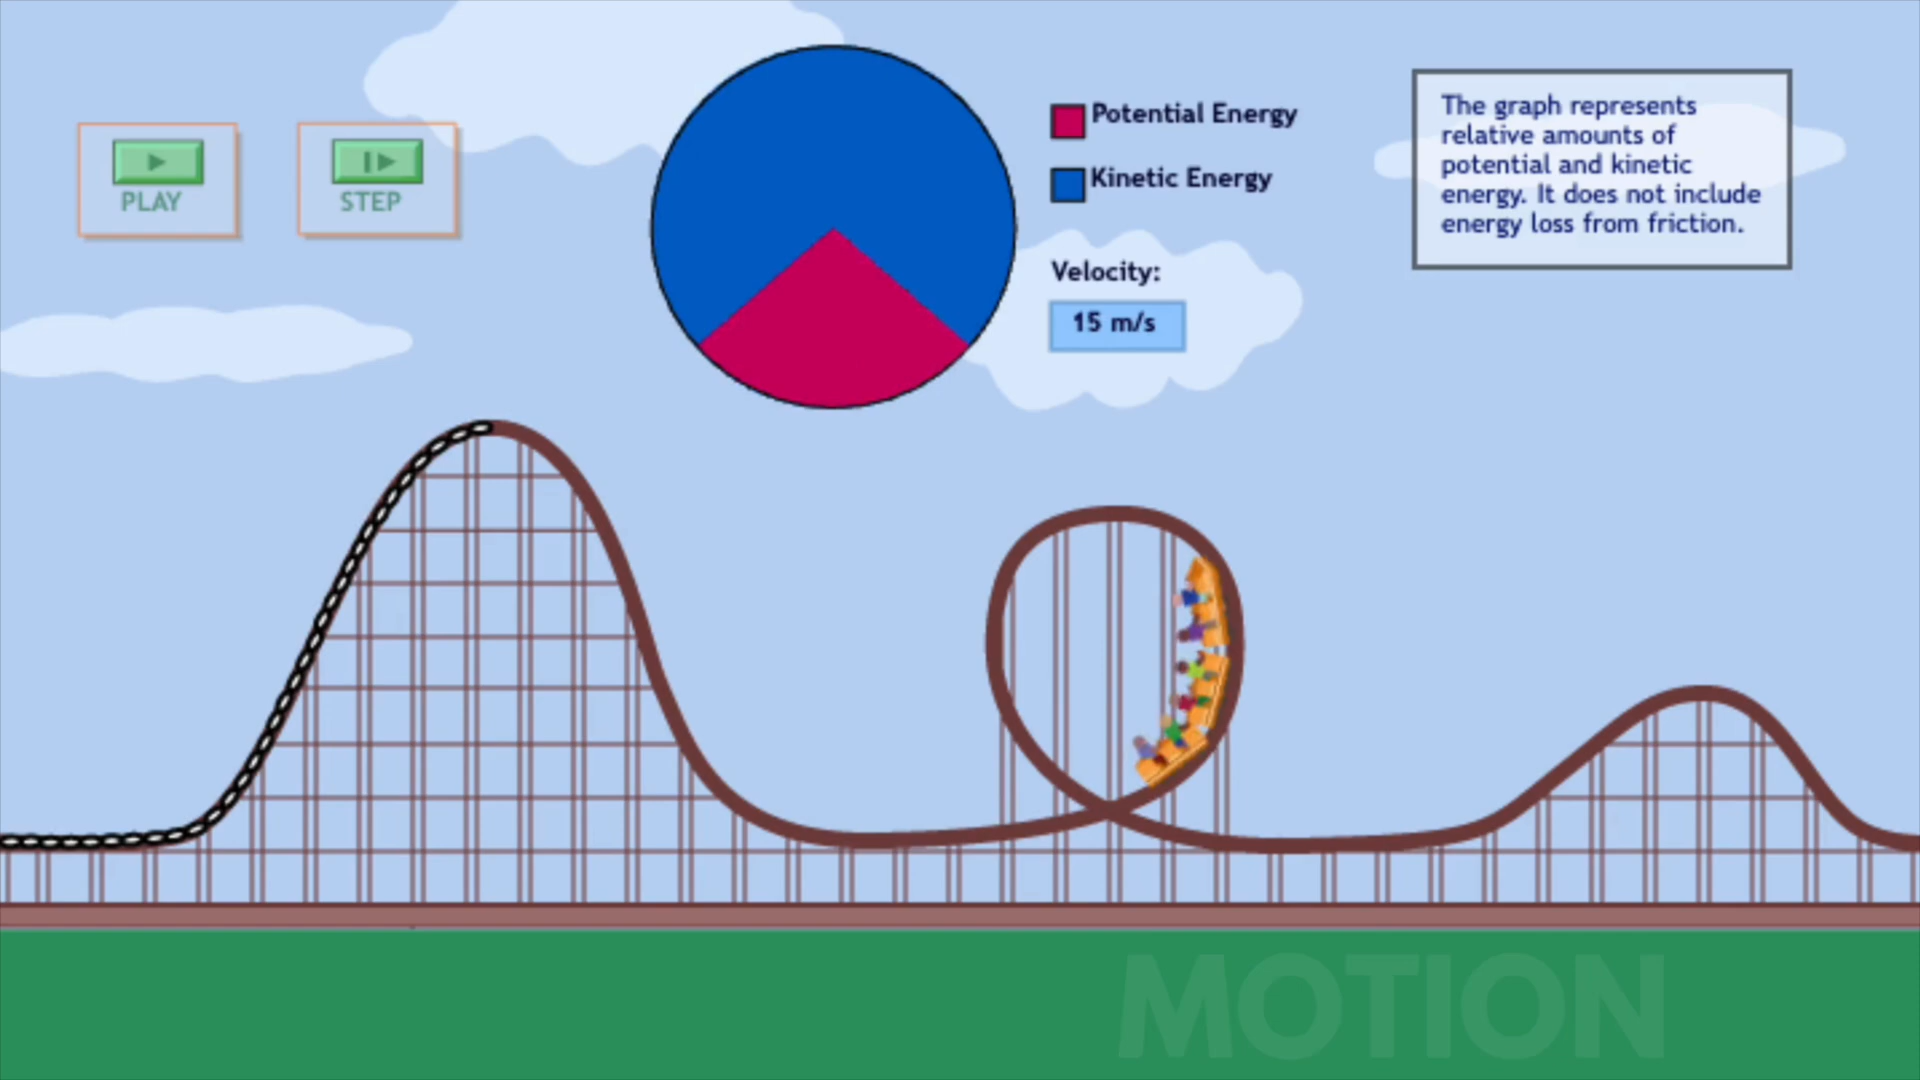 PLAY
STEP
Potential Energy
Kinetic Energy
Velocity:
15 m/s
The graph represents
relative amounts of
potential and kinetic
energy. It does not include
energy loss from friction.
MOTION